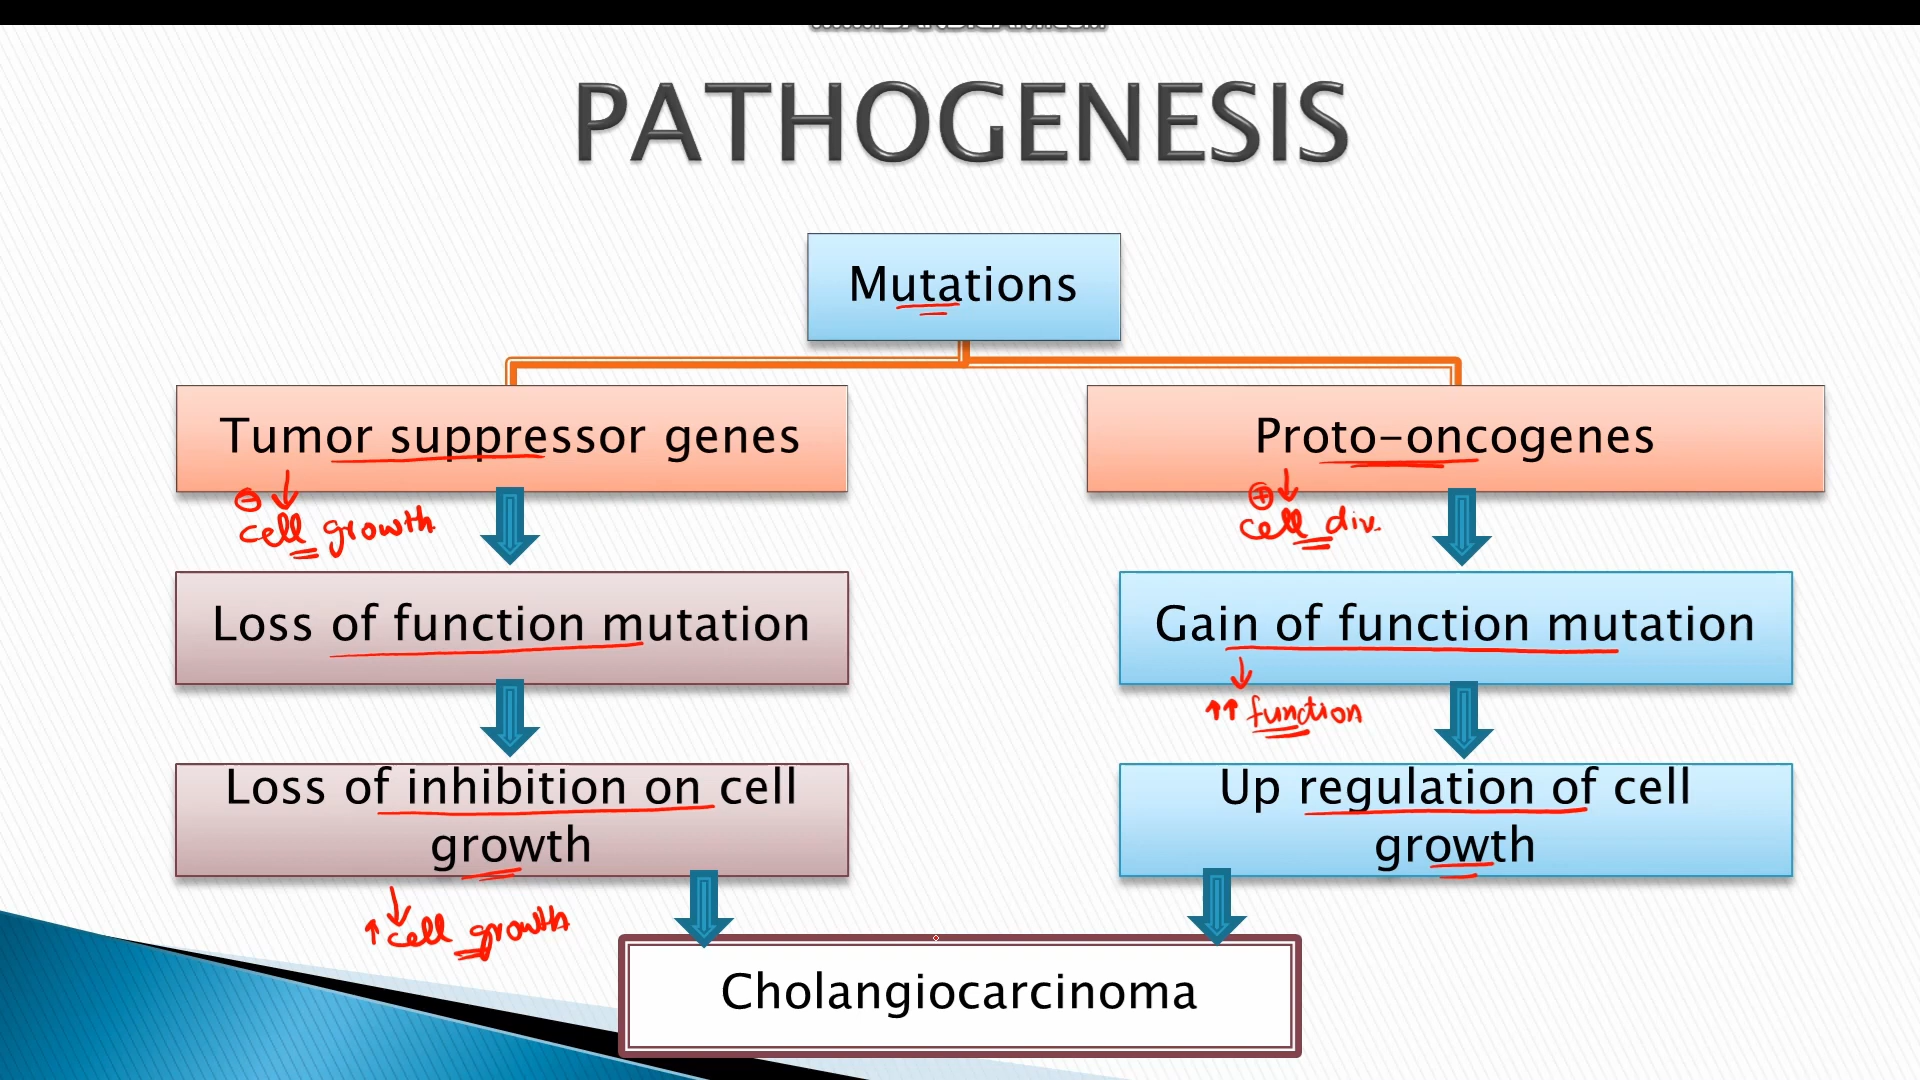 PATHOGENESIS
Mutations
Tumor suppressor genes
Proto-oncogenes
⊖ ↓
cell growth
⊕ ↓
cell div.
Loss of function mutation
Gain of function mutation
↓
↑↑ function
Loss of inhibition on cell
growth
Up regulation of cell
growth
↓
↑ cell growth
Cholangiocarcinoma